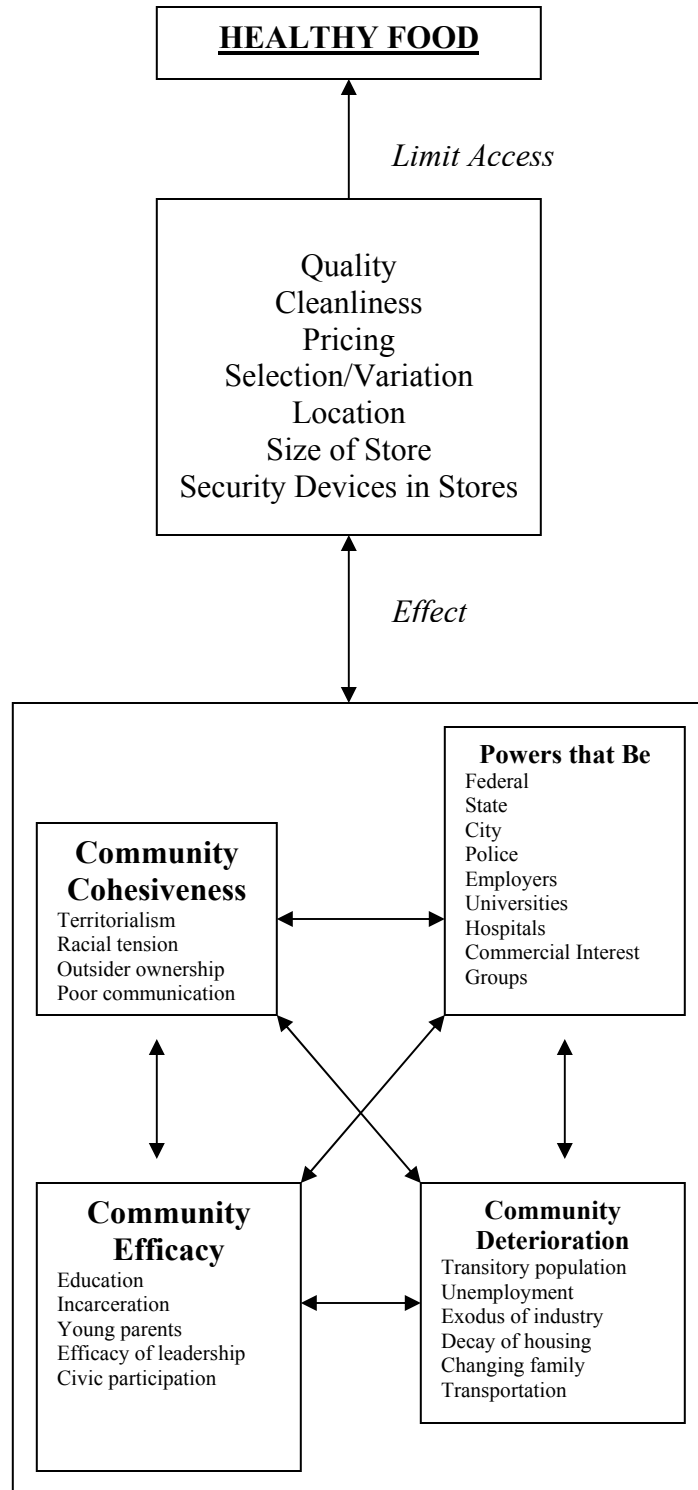 HEALTHY FOOD
Limit Access
Quality
Cleanliness
Pricing
Selection/Variation
Location
Size of Store
Security Devices in Stores
Effect
Community
Cohesiveness
Territorialism
Racial tension
Outsider ownership
Poor communication
Powers that Be
Federal
State
City
Police
Employers
Universities
Hospitals
Commercial Interest
Groups
Community
Efficacy
Education
Incarceration
Young parents
Efficacy of leadership
Civic participation
Community
Deterioration
Transitory population
Unemployment
Exodus of industry
Decay of housing
Changing family
Transportation